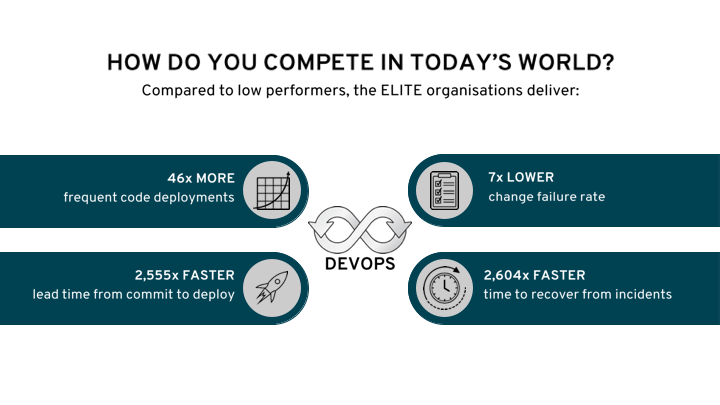 HOW DO YOU COMPETE IN TODAY'S WORLD?
Compared to low performers, the ELITE organisations deliver:
46x MORE
frequent code deployments
7x LOWER
change failure rate
DEVOPS
2,555x FASTER
lead time from commit to deploy
2,604x FASTER
time to recover from incidents